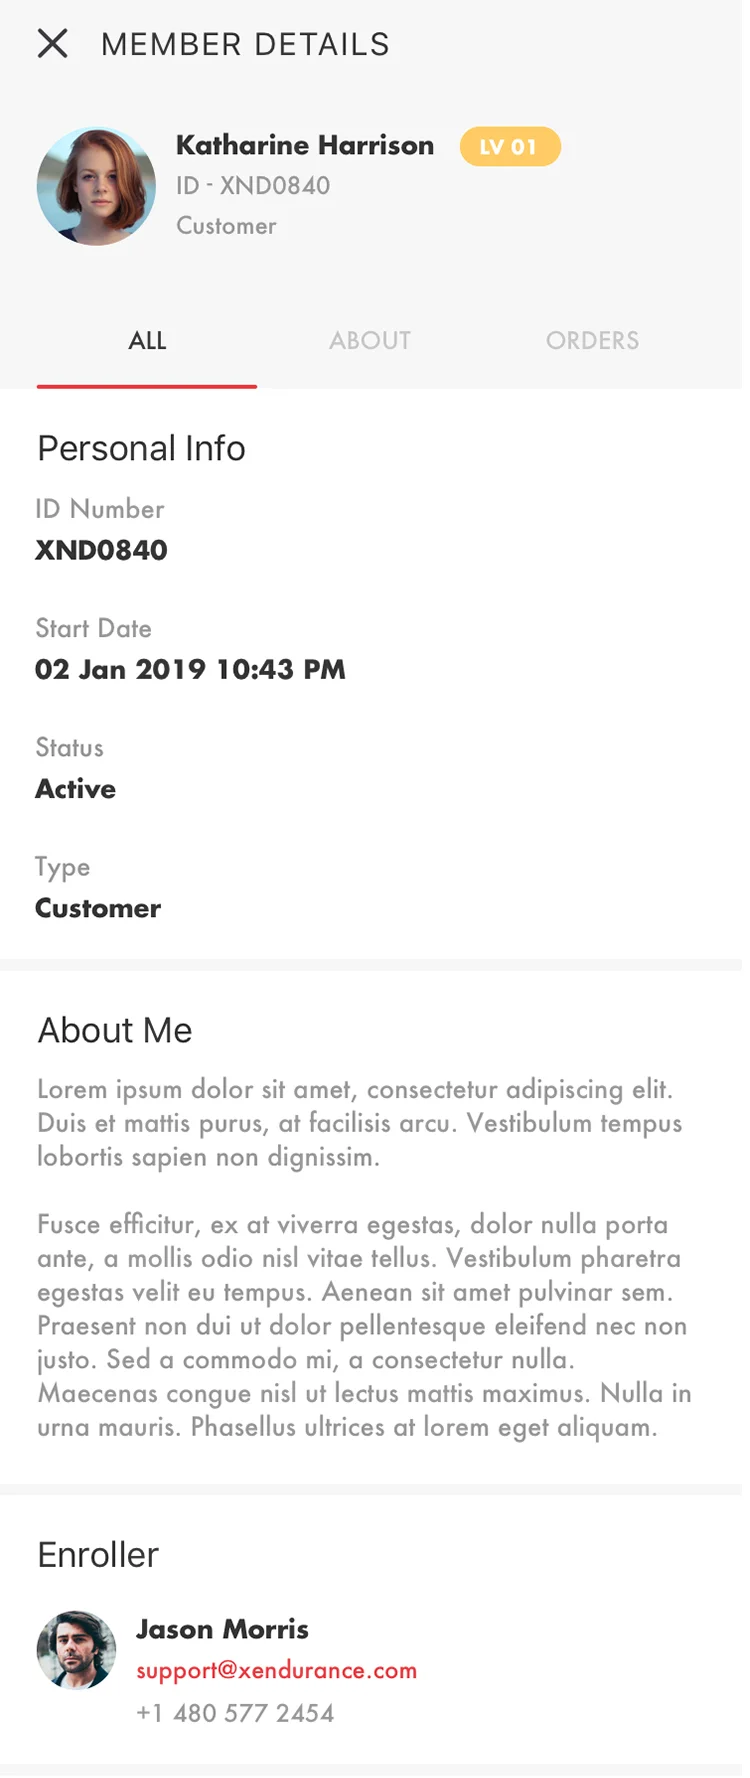 MEMBER DETAILS
Katharine Harrison LV 01
ID - XND0840
Customer
ALL ABOUT ORDERS
Personal Info
ID Number
XND0840
Start Date
02 Jan 2019 10:43 PM
Status
Active
Type
Customer
About Me
Lorem ipsum dolor sit amet, consectetur adipiscing elit.
Duis et mattis purus, at facilisis arcu. Vestibulum tempus
lobortis sapien non dignissim.
Fusce efficitur, ex at viverra egestas, dolor nulla porta
ante, a mollis odio nisl vitae tellus. Vestibulum pharetra
egestas velit eu tempus. Aenean sit amet pulvinar sem.
Praesent non dui ut dolor pellentesque eleifend nec non
justo. Sed a commodo mi, a consectetur nulla.
Maecenas congue nisl ut lectus mattis maximus. Nulla in
urna mauris. Phasellus ultrices at lorem eget aliquam.
Enroller
Jason Morris
support@xendurance.com
+1 480 577 2454